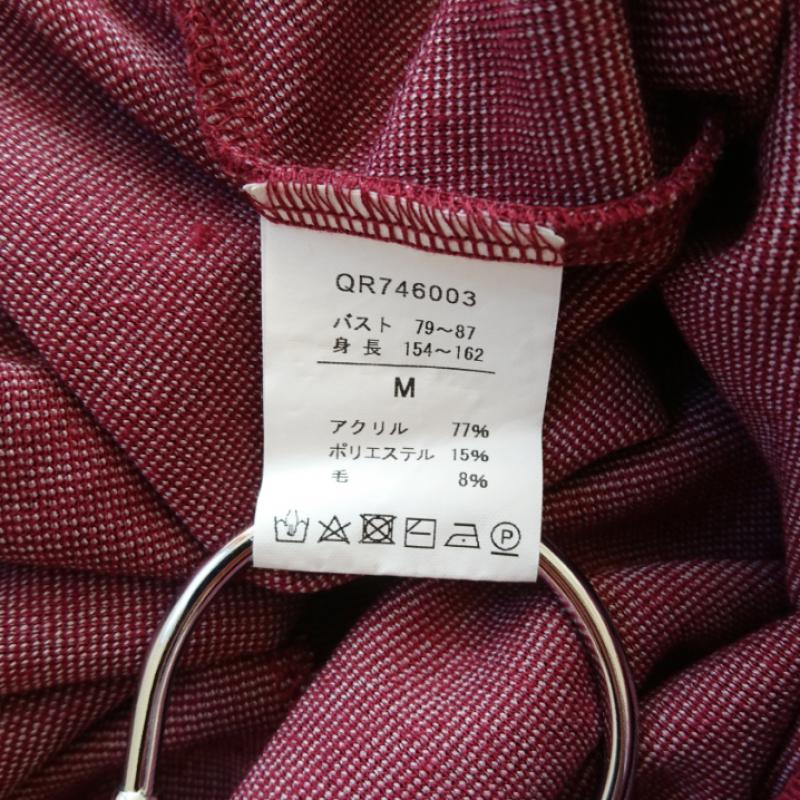 QR746003
バスト 79～87
身長 154～162
M
アクリル 77%
ポリエステル 15%
毛 8%
P